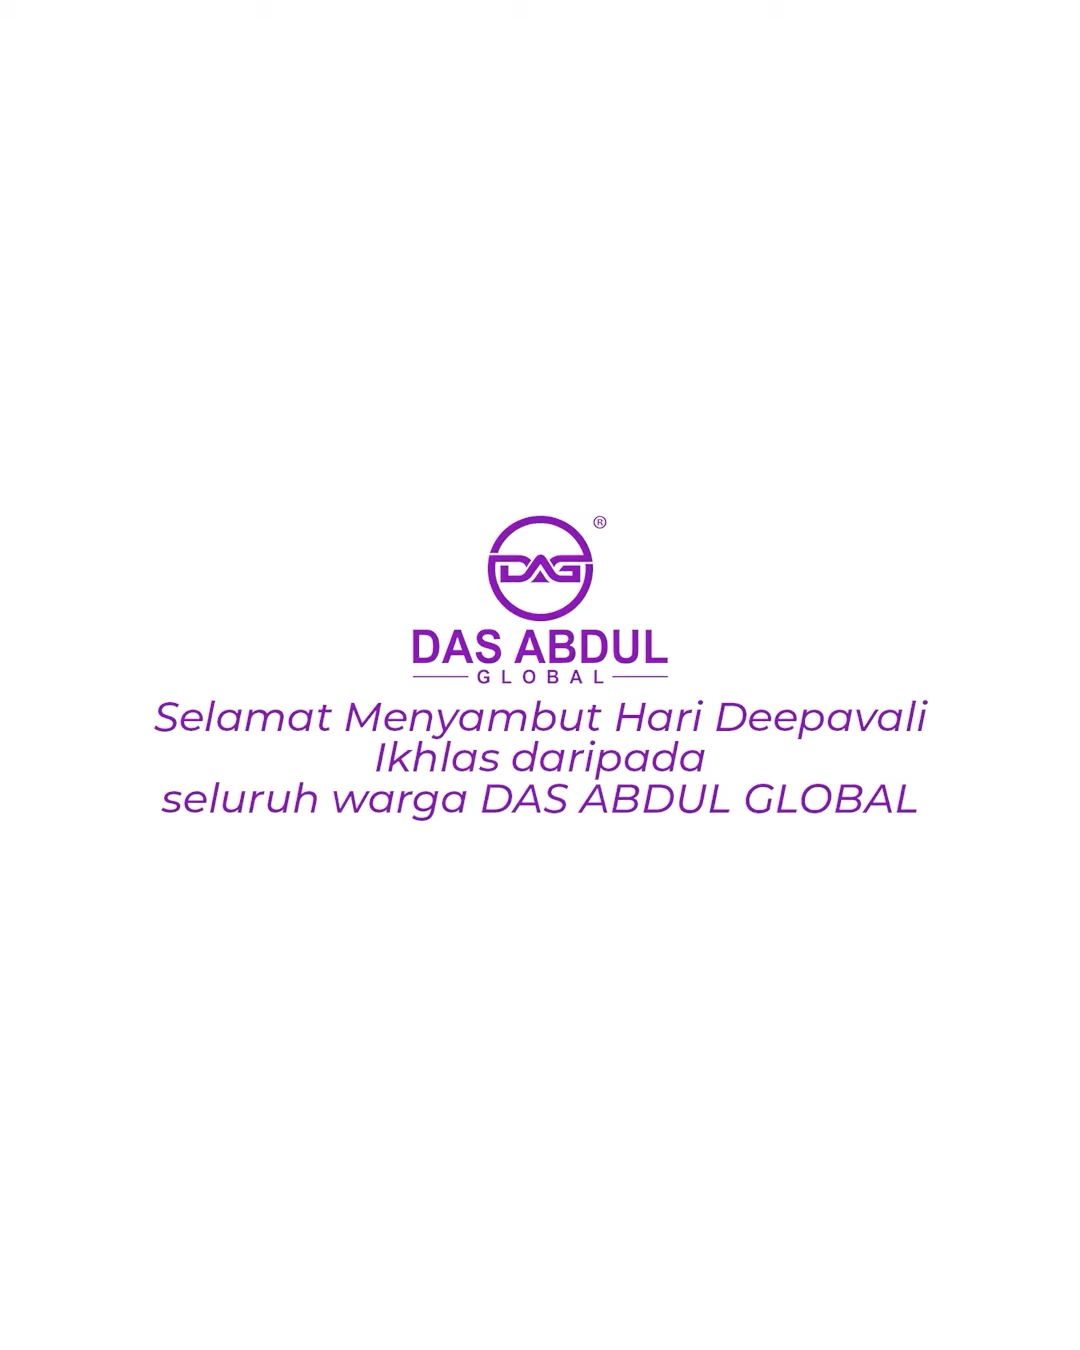 DAG ®
DAS ABDUL
GLOBAL
Selamat Menyambut Hari Deepavali
Ikhlas daripada
seluruh warga DAS ABDUL GLOBAL